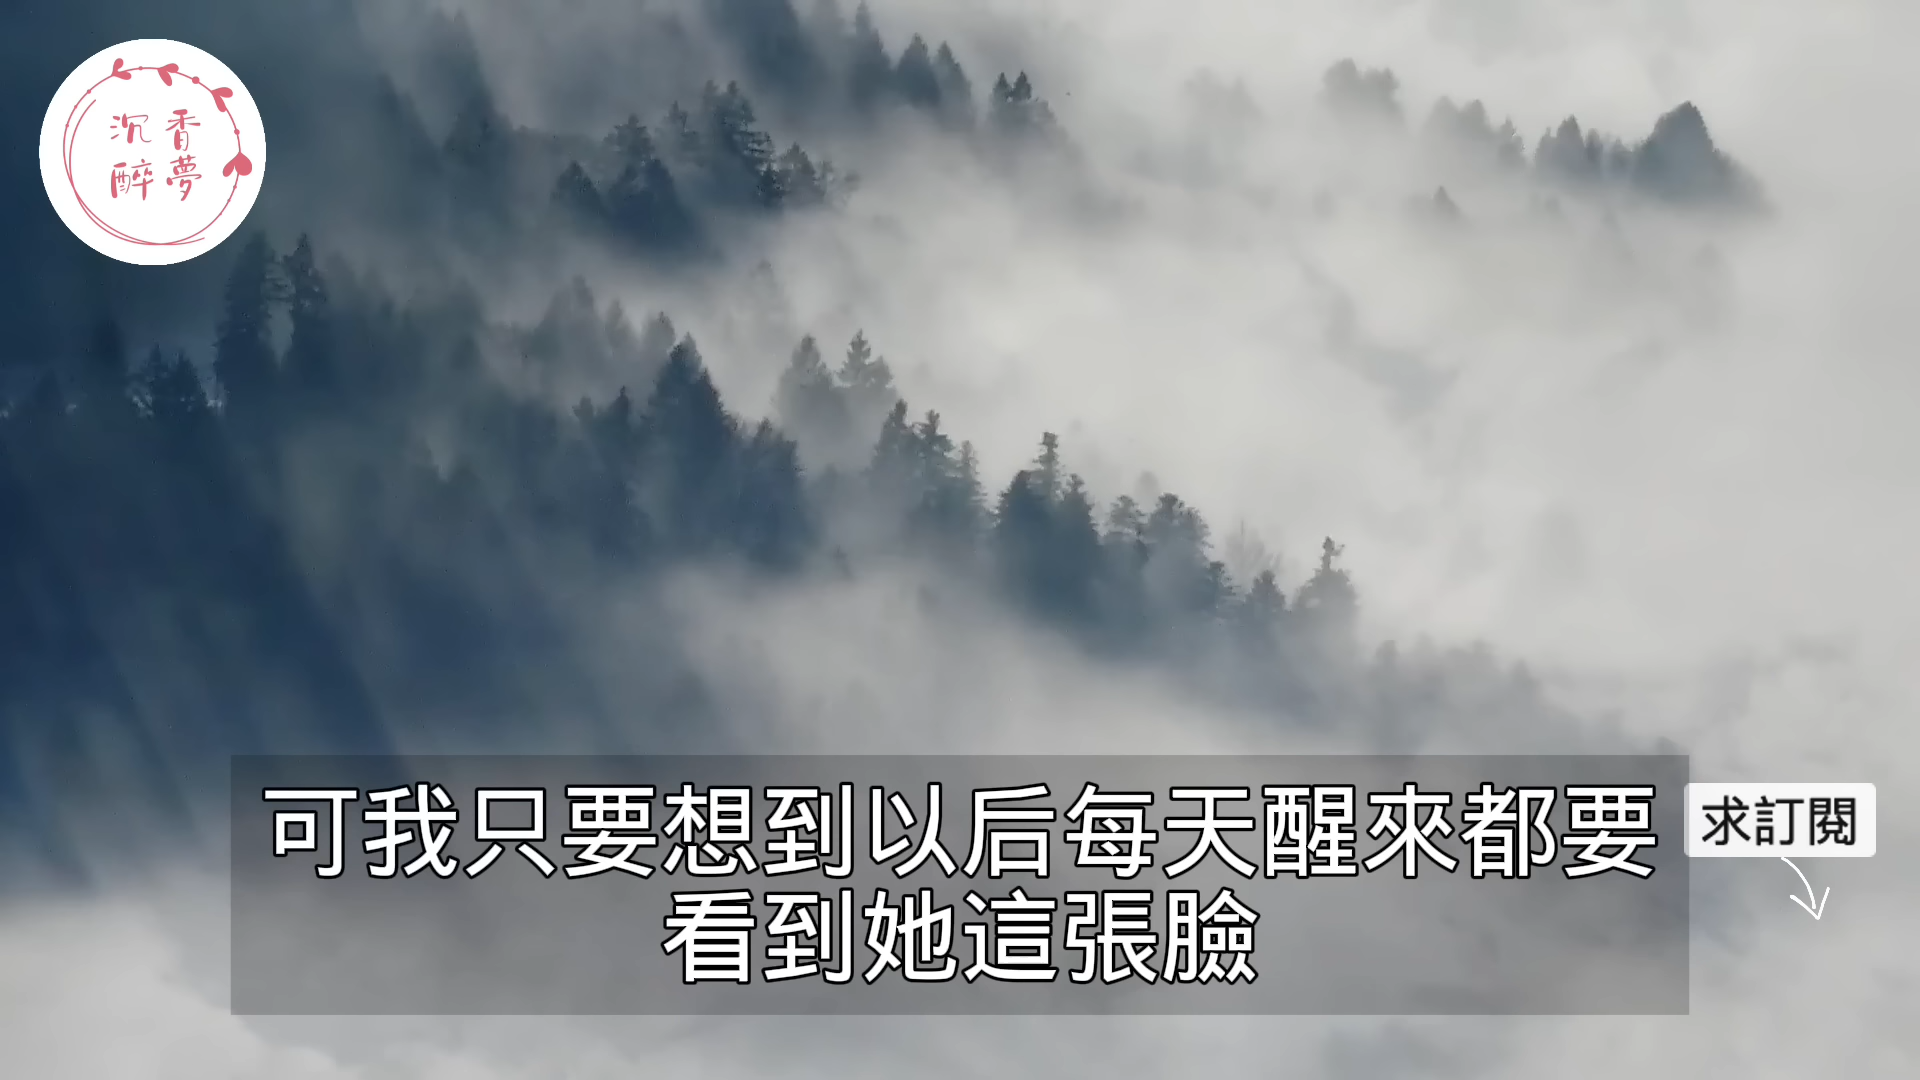 沉香
醉夢
可我只要想到以后每天醒來都要
看到她這張臉
求訂閱